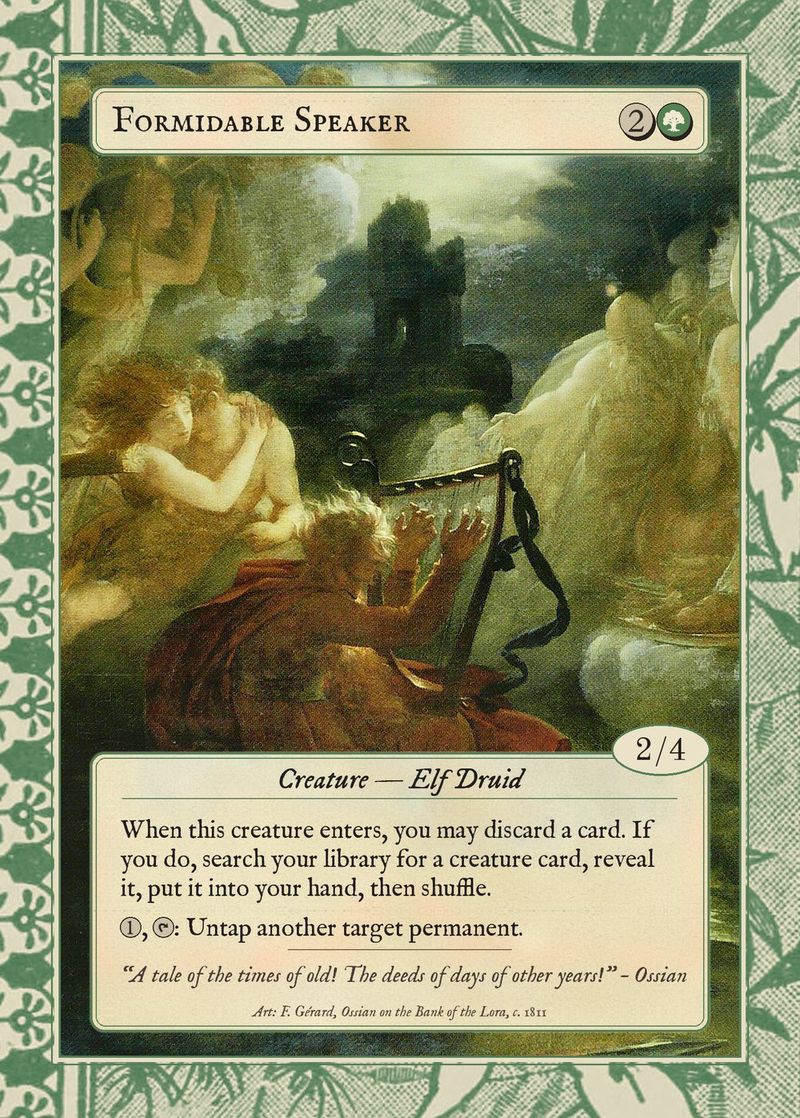 Formidable Speaker
2
2/4
Creature — Elf Druid
When this creature enters, you may discard a card. If
you do, search your library for a creature card, reveal
it, put it into your hand, then shuffle.
1, : Untap another target permanent.
“A tale of the times of old! The deeds of days of other years!” – Ossian
Art: F. Gérard, Ossian on the Bank of the Lora, c. 1811